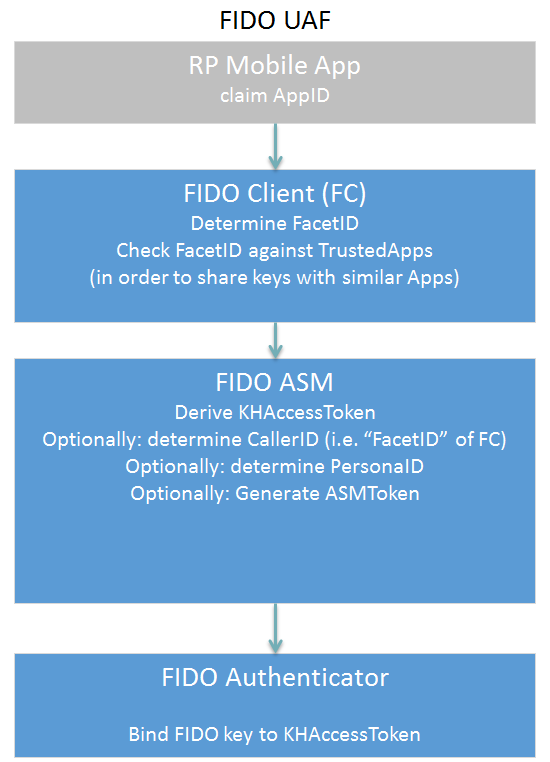 FIDO UAF
RP Mobile App
claim AppID
FIDO Client (FC)
Determine FacetID
Check FacetID against TrustedApps
(in order to share keys with similar Apps)
FIDO ASM
Derive KHAccessToken
Optionally: determine CallerID (i.e. “FacetID” of FC)
Optionally: determine PersonaID
Optionally: Generate ASMToken
FIDO Authenticator
Bind FIDO key to KHAccessToken